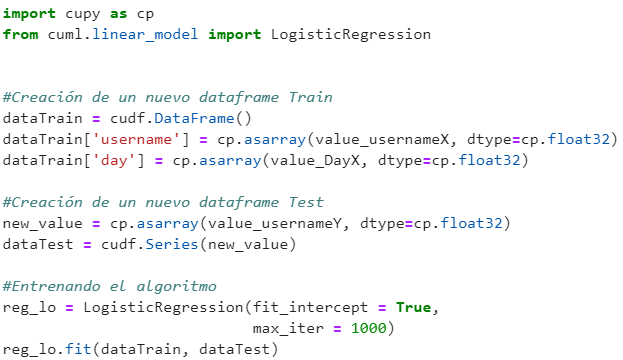 import cupy as cp
from cuml.linear_model import LogisticRegression
#Creación de un nuevo dataframe Train
dataTrain = cudf.DataFrame()
dataTrain['username'] = cp.asarray(value_usernameX, dtype=cp.float32)
dataTrain['day'] = cp.asarray(value_DayX, dtype=cp.float32)
#Creación de un nuevo dataframe Test
new_value = cp.asarray(value_usernameY, dtype=cp.float32)
dataTest = cudf.Series(new_value)
#Entrenando el algoritmo
reg_lo = LogisticRegression(fit_intercept = True,
max_iter = 1000)
reg_lo.fit(dataTrain, dataTest)